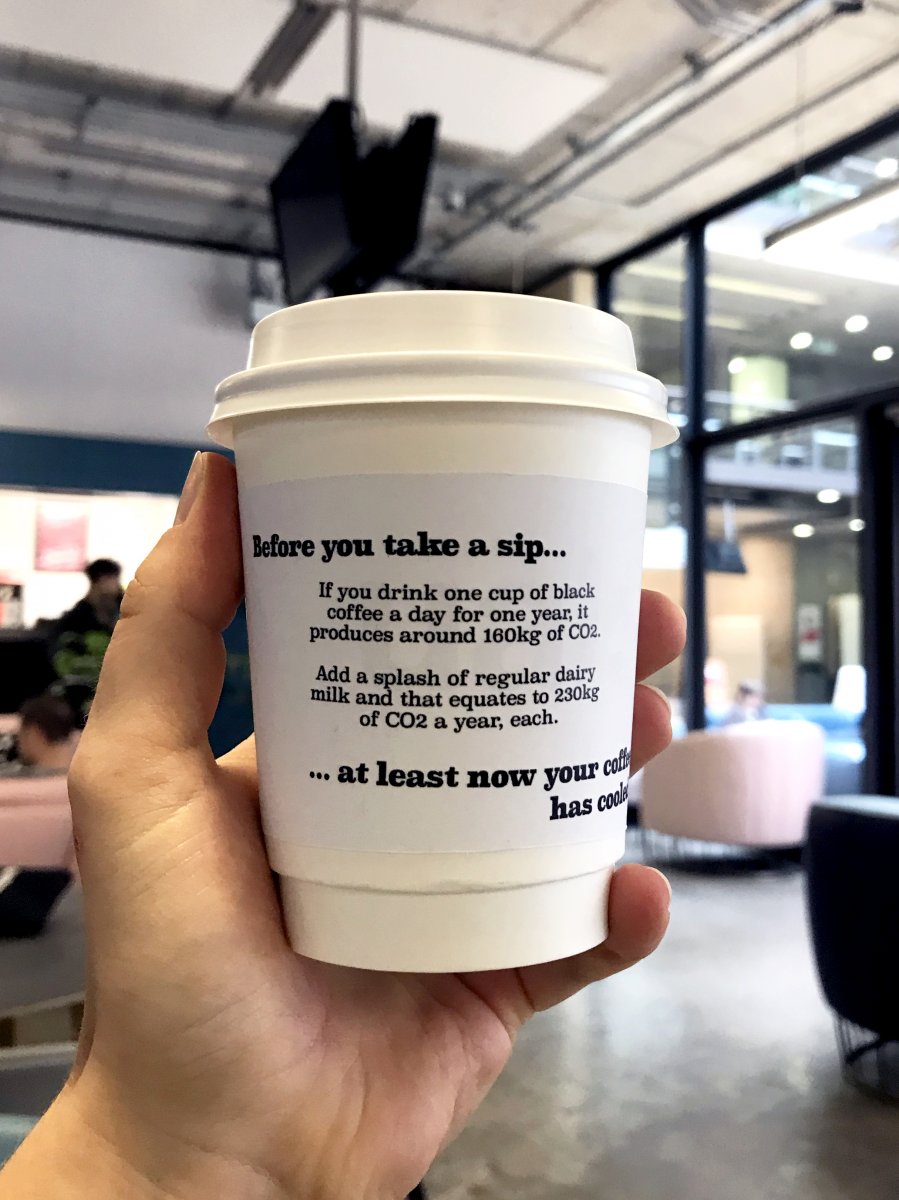 Before you take a sip...
If you drink one cup of black
coffee a day for one year, it
produces around 160kg of CO2.
Add a splash of regular dairy
milk and that equates to 230kg
of CO2 a year, each.
... at least now your coffe
has coole